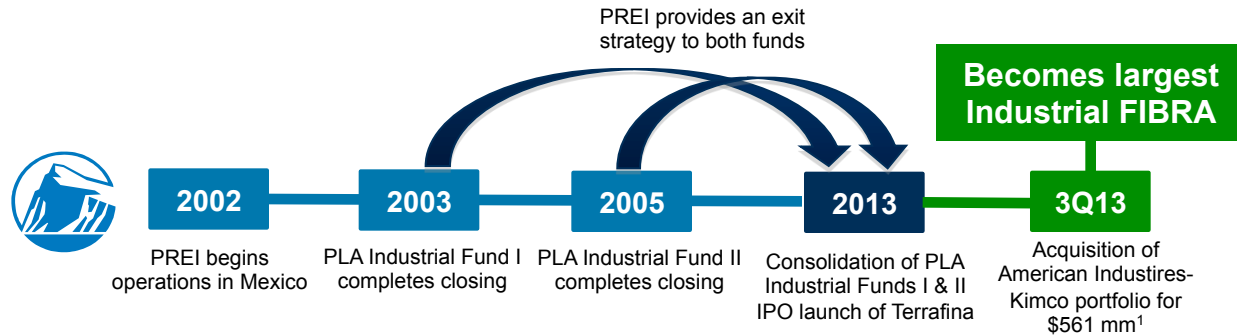 PREI provides an exit
strategy to both funds
Becomes largest
Industrial FIBRA
2002
2003
2005
2013
3Q13
PREI begins
operations in Mexico
PLA Industrial Fund I
completes closing
PLA Industrial Fund II
completes closing
Consolidation of PLA
Industrial Funds I & II
IPO launch of Terrafina
Acquisition of
American Industires-
Kimco portfolio for
$561 mm¹